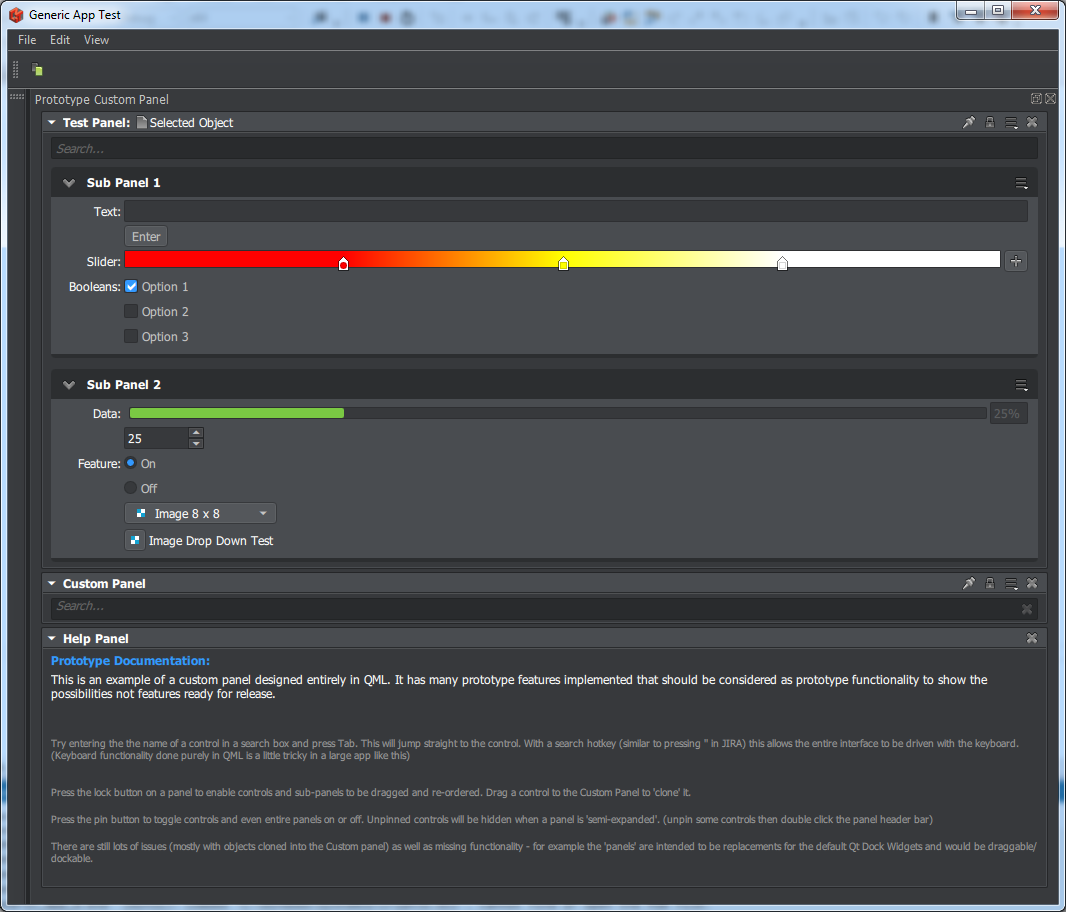 Generic App Test
File Edit View
Prototype Custom Panel
Test Panel: Selected Object
Search...
Sub Panel 1
Text:
Enter
Slider:
Booleans: Option 1
Option 2
Option 3
Sub Panel 2
Data: 25%
25
Feature: On
Off
Image 8 x 8
Image Drop Down Test
Custom Panel
Search...
Help Panel
Prototype Documentation:
This is an example of a custom panel designed entirely in QML. It has many prototype features implemented that should be considered as prototype functionality to show the
possibilities not features ready for release.
Try entering the the name of a control in a search box and press Tab. This will jump straight to the control. With a search hotkey (similar to pressing '' in JIRA) this allows the entire interface to be driven with the keyboard.
(Keyboard functionality done purely in QML is a little tricky in a large app like this)
Press the lock button on a panel to enable controls and sub-panels to be dragged and re-ordered. Drag a control to the Custom Panel to 'clone' it.
Press the pin button to toggle controls and even entire panels on or off. Unpinned controls will be hidden when a panel is 'semi-expanded'. (unpin some controls then double click the panel header bar)
There are still lots of issues (mostly with objects cloned into the Custom panel) as well as missing functionality - for example the 'panels' are intended to be replacements for the default Qt Dock Widgets and would be draggable/
dockable.